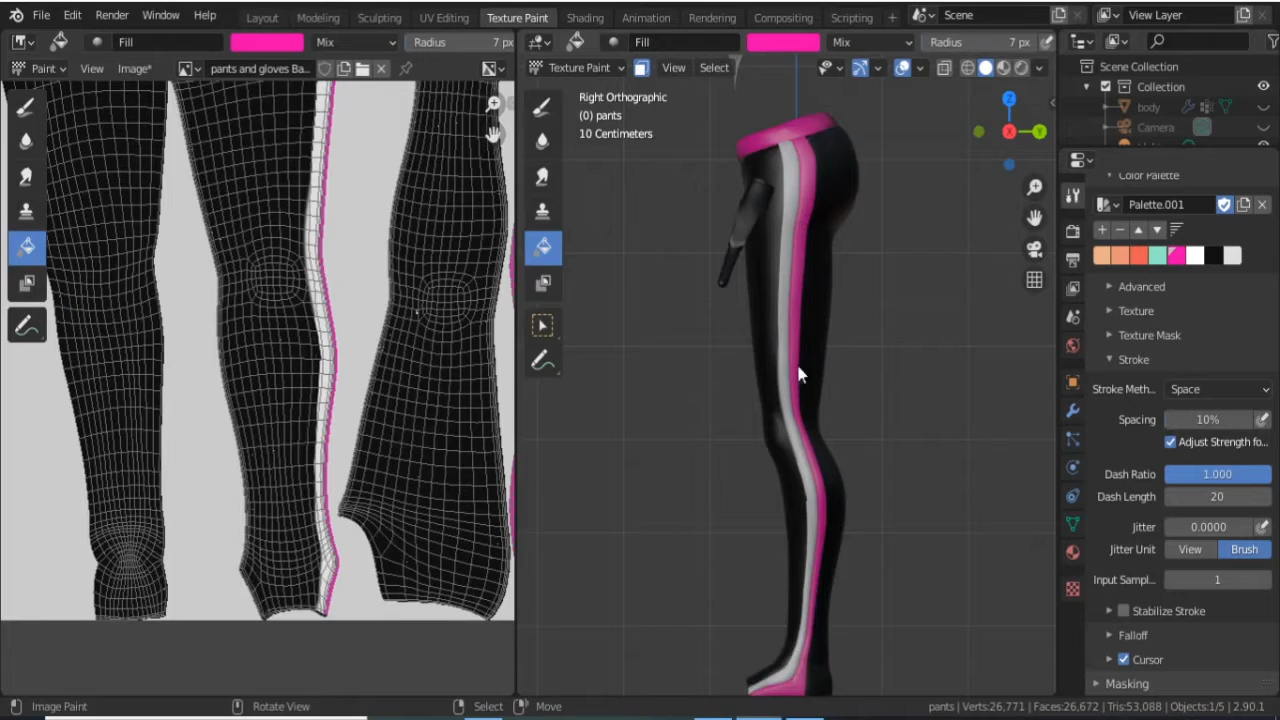 File Edit Render Window Help Layout Modeling Sculpting UV Editing Texture Paint Shading Animation Rendering Compositing Scripting + Scene View Layer
Fill Mix Radius 7 px Fill Mix Radius 7 px
Paint View Image* pants and gloves Ba... Texture Paint View Select
Scene Collection
Collection
body
Camera
Right Orthographic
(0) pants
10 Centimeters
Z
X
Y
Color Palette
Palette.001
Advanced
Texture
Texture Mask
Stroke
Stroke Meth... Space
Spacing 10%
Adjust Strength fo...
Dash Ratio 1.000
Dash Length 20
Jitter 0.0000
Jitter Unit View Brush
Input Sampl... 1
Stabilize Stroke
Falloff
Cursor
Masking
Image Paint Rotate View Select Move pants | Verts:26,771 | Faces:26,672 | Tris:53,088 | Objects:1/5 | 2.90.1